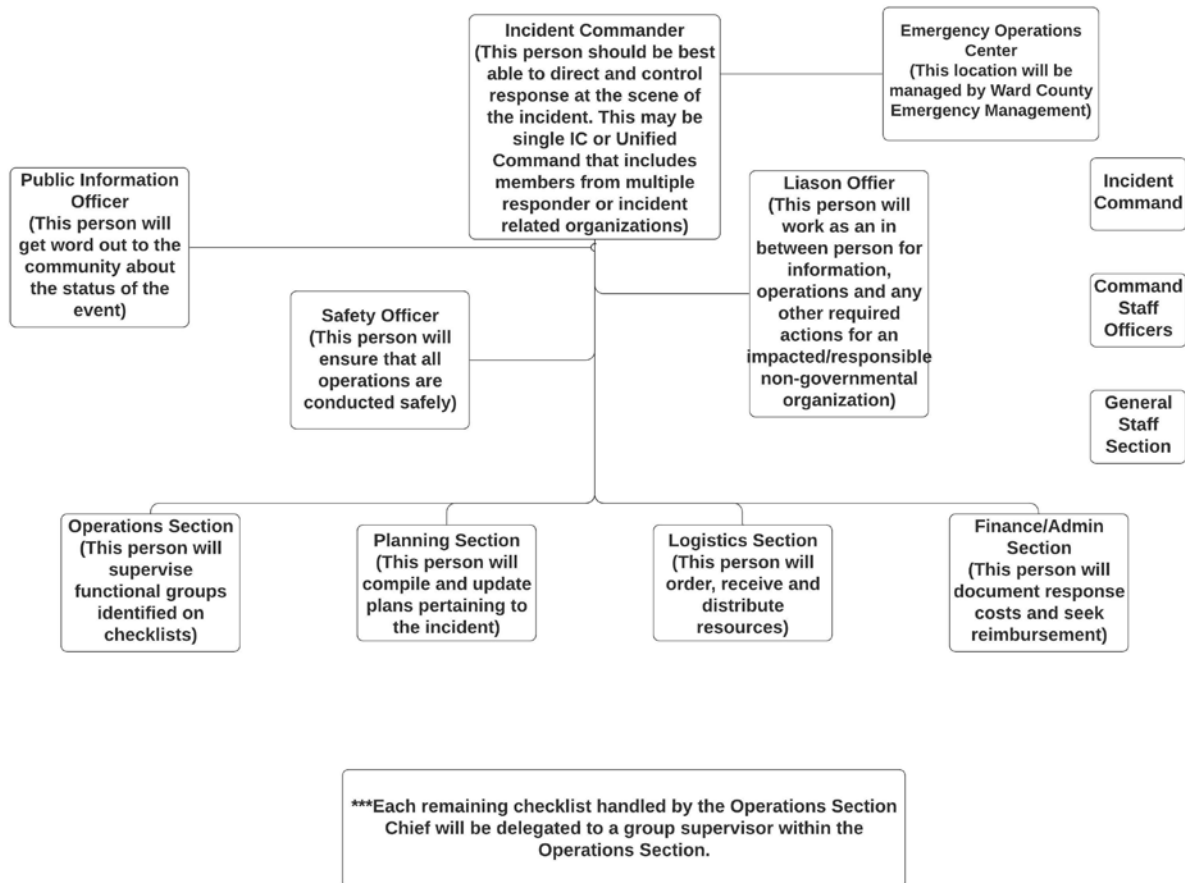 Incident Commander
(This person should be best
able to direct and control
response at the scene of
the incident. This may be
single IC or Unified
Command that includes
members from multiple
responder or incident
related organizations)
Emergency Operations
Center
(This location will be
managed by Ward County
Emergency Management)
Public Information
Officer
(This person will
get word out to the
community about
the status of the
event)
Liason Offier
(This person will
work as an in
between person for
information,
operations and any
other required
actions for an
impacted/responsible
non-governmental
organization)
Incident
Command
Safety Officer
(This person will
ensure that all
operations are
conducted safely)
Command
Staff
Officers
General
Staff
Section
Operations Section
(This person will
supervise
functional groups
identified on
checklists)
Planning Section
(This person will
compile and update
plans pertaining to
the incident)
Logistics Section
(This person will
order, receive and
distribute
resources)
Finance/Admin
Section
(This person will
document response
costs and seek
reimbursement)
***Each remaining checklist handled by the Operations Section
Chief will be delegated to a group supervisor within the
Operations Section.